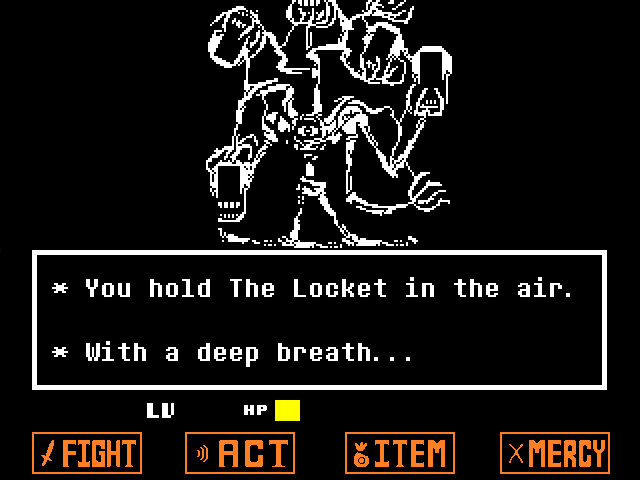 * You hold The Locket in the air.
* With a deep breath...
LV HP
FIGHT ACT ITEM MERCY